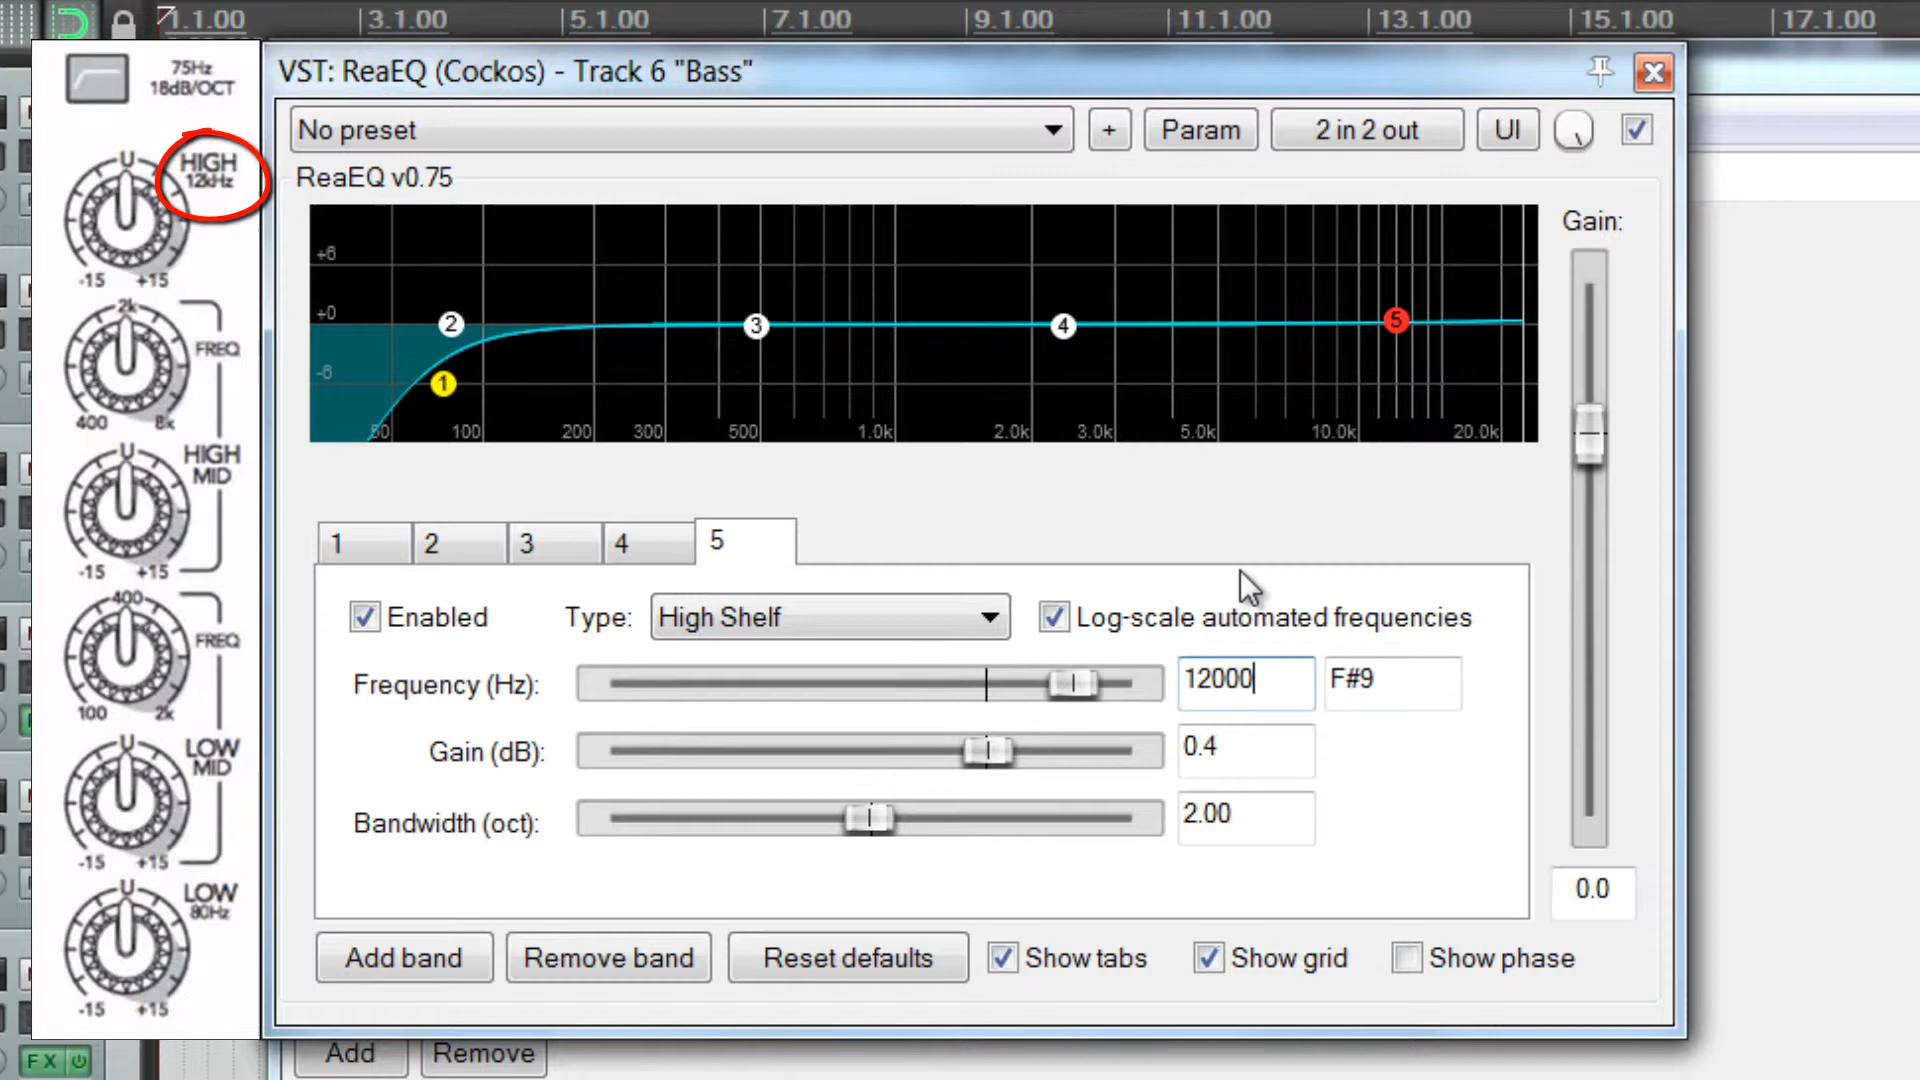 1.1.00 3.1.00 5.1.00 7.1.00 9.1.00 11.1.00 13.1.00 15.1.00 17.1.00
75Hz
18dB/OCT
HIGH
12kHz
U
-15 +15
2k
FREQ
400 8k
HIGH
MID
U
-15 +15
400
FREQ
100 2k
LOW
MID
U
-15 +15
LOW
80Hz
U
-15 +15
FX
VST: ReaEQ (Cockos) - Track 6 "Bass"
No preset
+
Param
2 in 2 out
UI
ReaEQ v0.75
Gain:
+6
+0
-6
1 2 3 4 5
50 100 200 300 500 1.0k 2.0k 3.0k 5.0k 10.0k 20.0k
1 2 3 4 5
Enabled Type: High Shelf Log-scale automated frequencies
Frequency (Hz): 12000 F#9
Gain (dB): 0.4
Bandwidth (oct): 2.00
0.0
Add band Remove band Reset defaults Show tabs Show grid Show phase
Add Remove